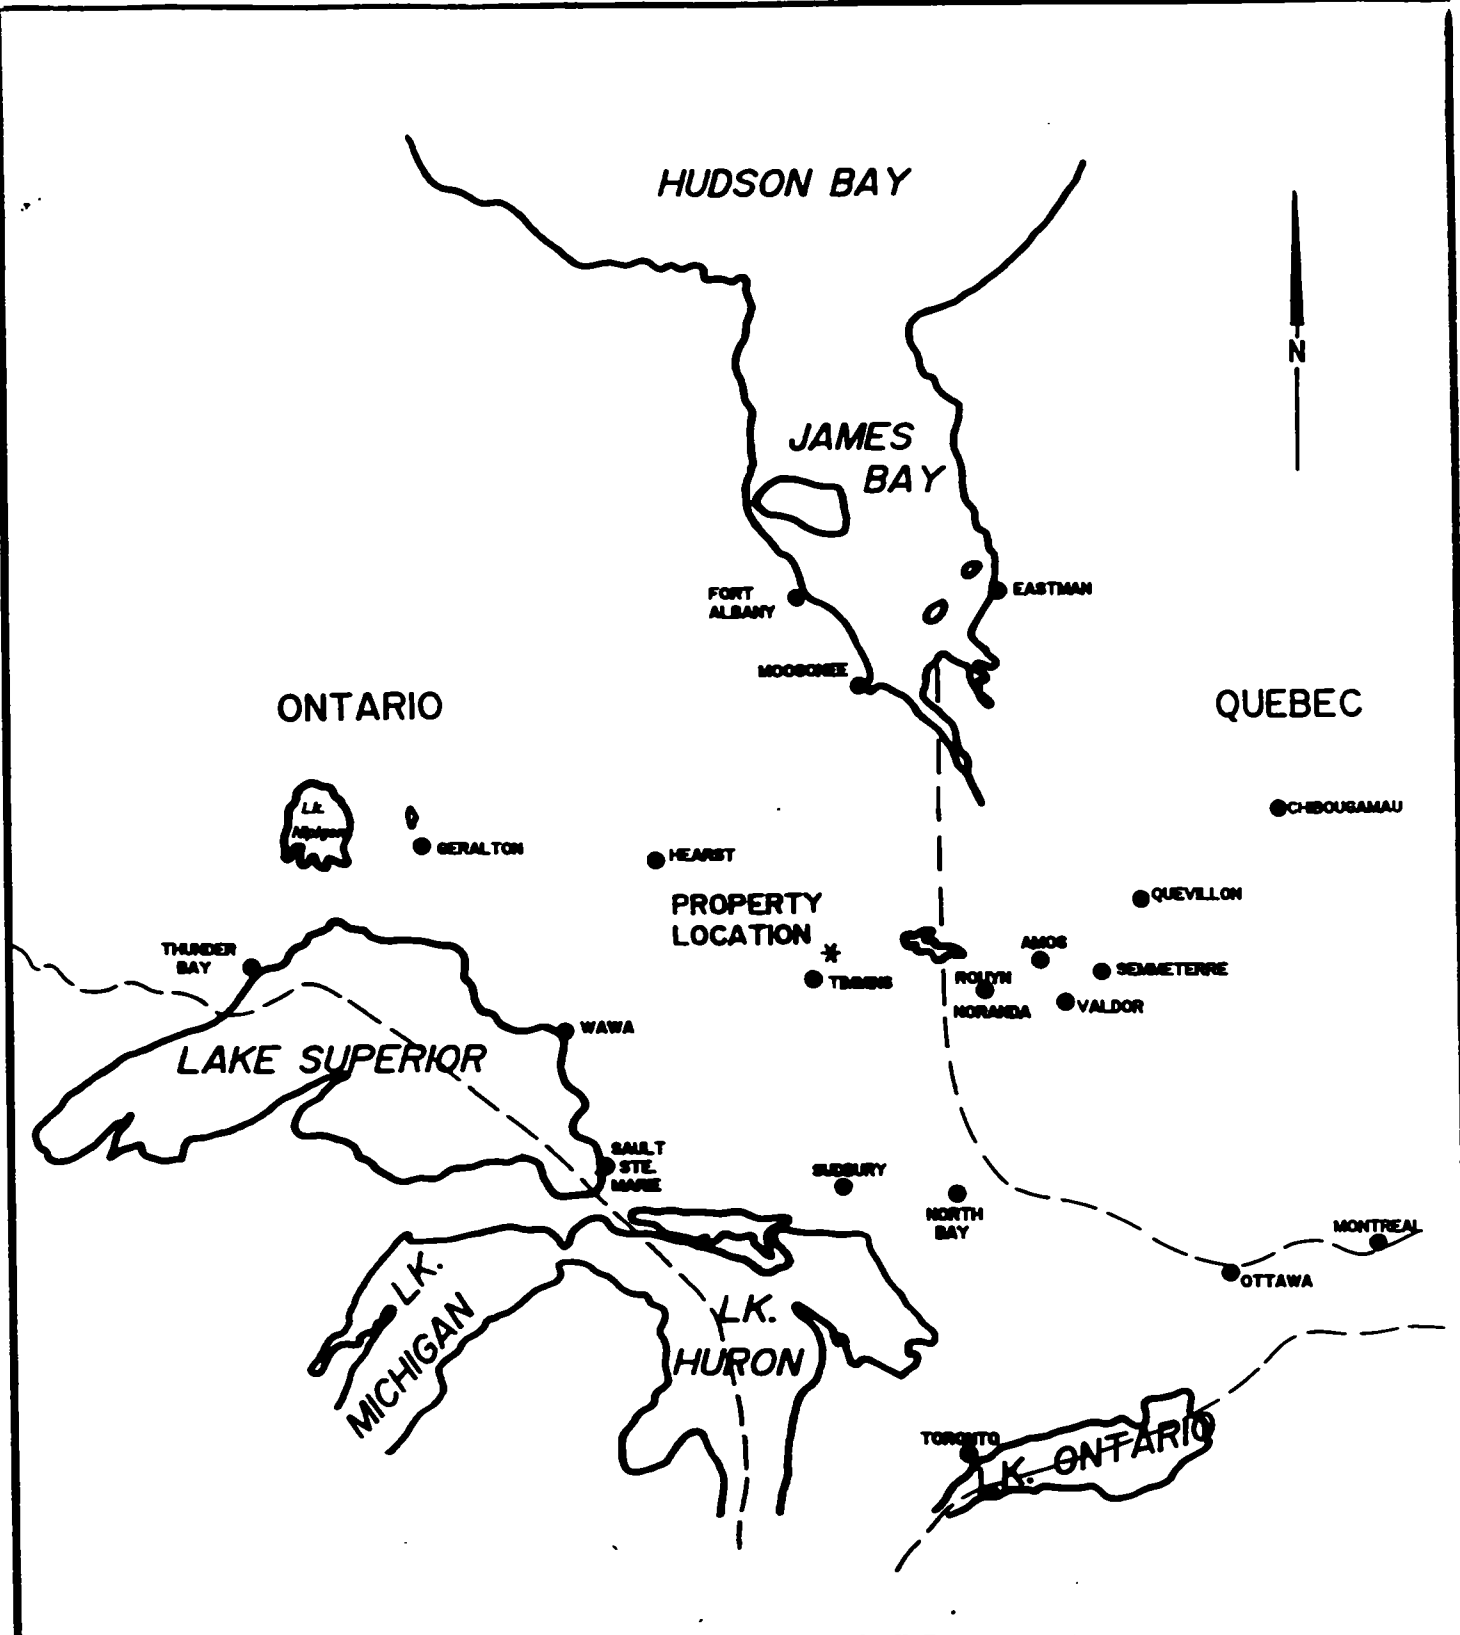 HUDSON BAY
N
JAMES
BAY
FORT
ALBANY
EASTMAN
MOOSONEE
ONTARIO
QUEBEC
Lk.
Nipigon
CHIBOUGAMAU
GERALTON
HEARST
QUEVILLON
PROPERTY
LOCATION
*
THUNDER
BAY
AMOS
TIMMINS
ROUYN
NORANDA
SEMMETERRE
VALDOR
WAWA
LAKE SUPERIOR
SAULT
STE.
MARIE
SUDBURY
NORTH
BAY
MONTREAL
OTTAWA
LK.
MICHIGAN
LK.
HURON
TORONTO
LK. ONTARIO